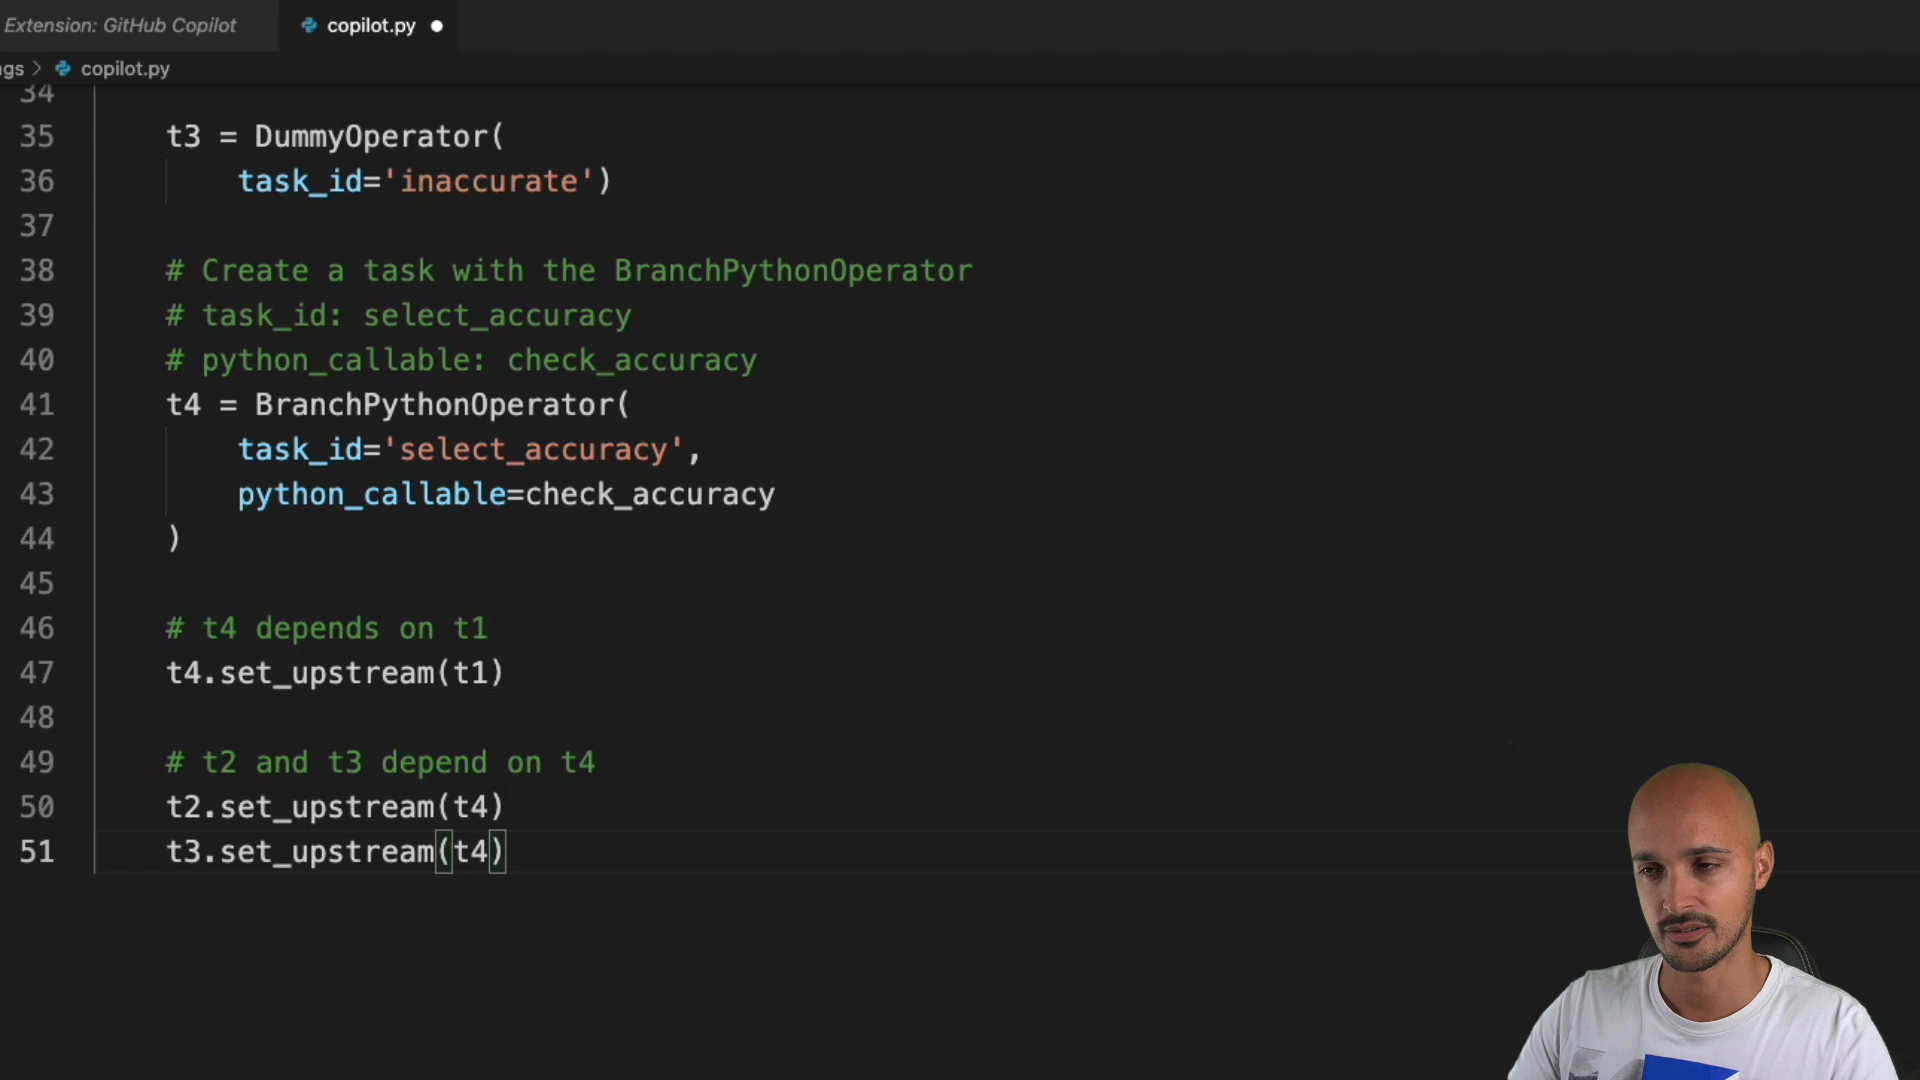 Extension: GitHub Copilot
copilot.py
gs > copilot.py
34
35 t3 = DummyOperator(
36 task_id='inaccurate')
37
38 # Create a task with the BranchPythonOperator
39 # task_id: select_accuracy
40 # python_callable: check_accuracy
41 t4 = BranchPythonOperator(
42 task_id='select_accuracy',
43 python_callable=check_accuracy
44 )
45
46 # t4 depends on t1
47 t4.set_upstream(t1)
48
49 # t2 and t3 depend on t4
50 t2.set_upstream(t4)
51 t3.set_upstream(t4)